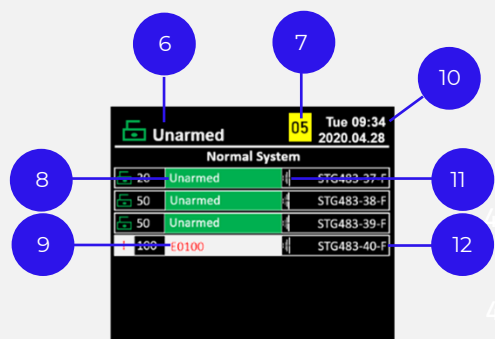 6
7
10
Unarmed
05
Tue 09:34
2020.04.28
Normal System
8
20 Unarmed STG483-37-F
11
50 Unarmed STG483-38-F
50 Unarmed STG483-39-F
9
! 100 E0100 STG483-40-F
12